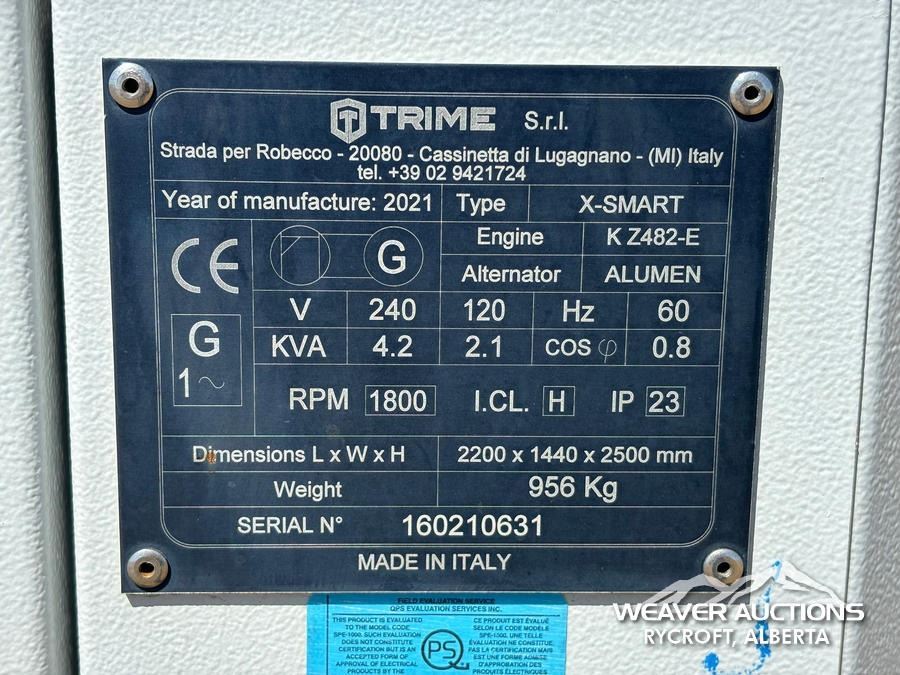 TRIME S.r.l.
Strada per Robecco - 20080 - Cassinetta di Lugagnano - (MI) Italy
tel. +39 02 9421724
Year of manufacture: 2021 Type X-SMART
CE G Engine K Z482-E
Alternator ALUMEN
V 240 120 Hz 60
G 1~ KVA 4.2 2.1 COS φ 0.8
RPM 1800 I.CL. H IP 23
Dimensions L x W x H 2200 x 1440 x 2500 mm
Weight 956 Kg
SERIAL N° 160210631
MADE IN ITALY
FIELD EVALUATION SERVICE
QPS EVALUATION SERVICES INC.
THIS PRODUCT IS EVALUATED
TO THE MODEL CODE
SPE-1000. SUCH EVALUATION
DOES NOT CONSTITUTE
CERTIFICATION BUT IS AN
ACCEPTED FORM OF
APPROVAL OF ELECTRICAL
PRODUCTS BY THE
QPS
CE PRODUIT EST ÉVALUÉ
SELON LE CODE MODÈLE
SPE-1000. UNE TELLE
ÉVALUATION NE CONSTITUE
PAS LA CERTIFICATION MAIS
EST UNE FORME ADMISE
D'APPROBATION DES
PRODUITS ÉLECTRIQUES
WEAVER AUCTIONS
RYCROFT, ALBERTA